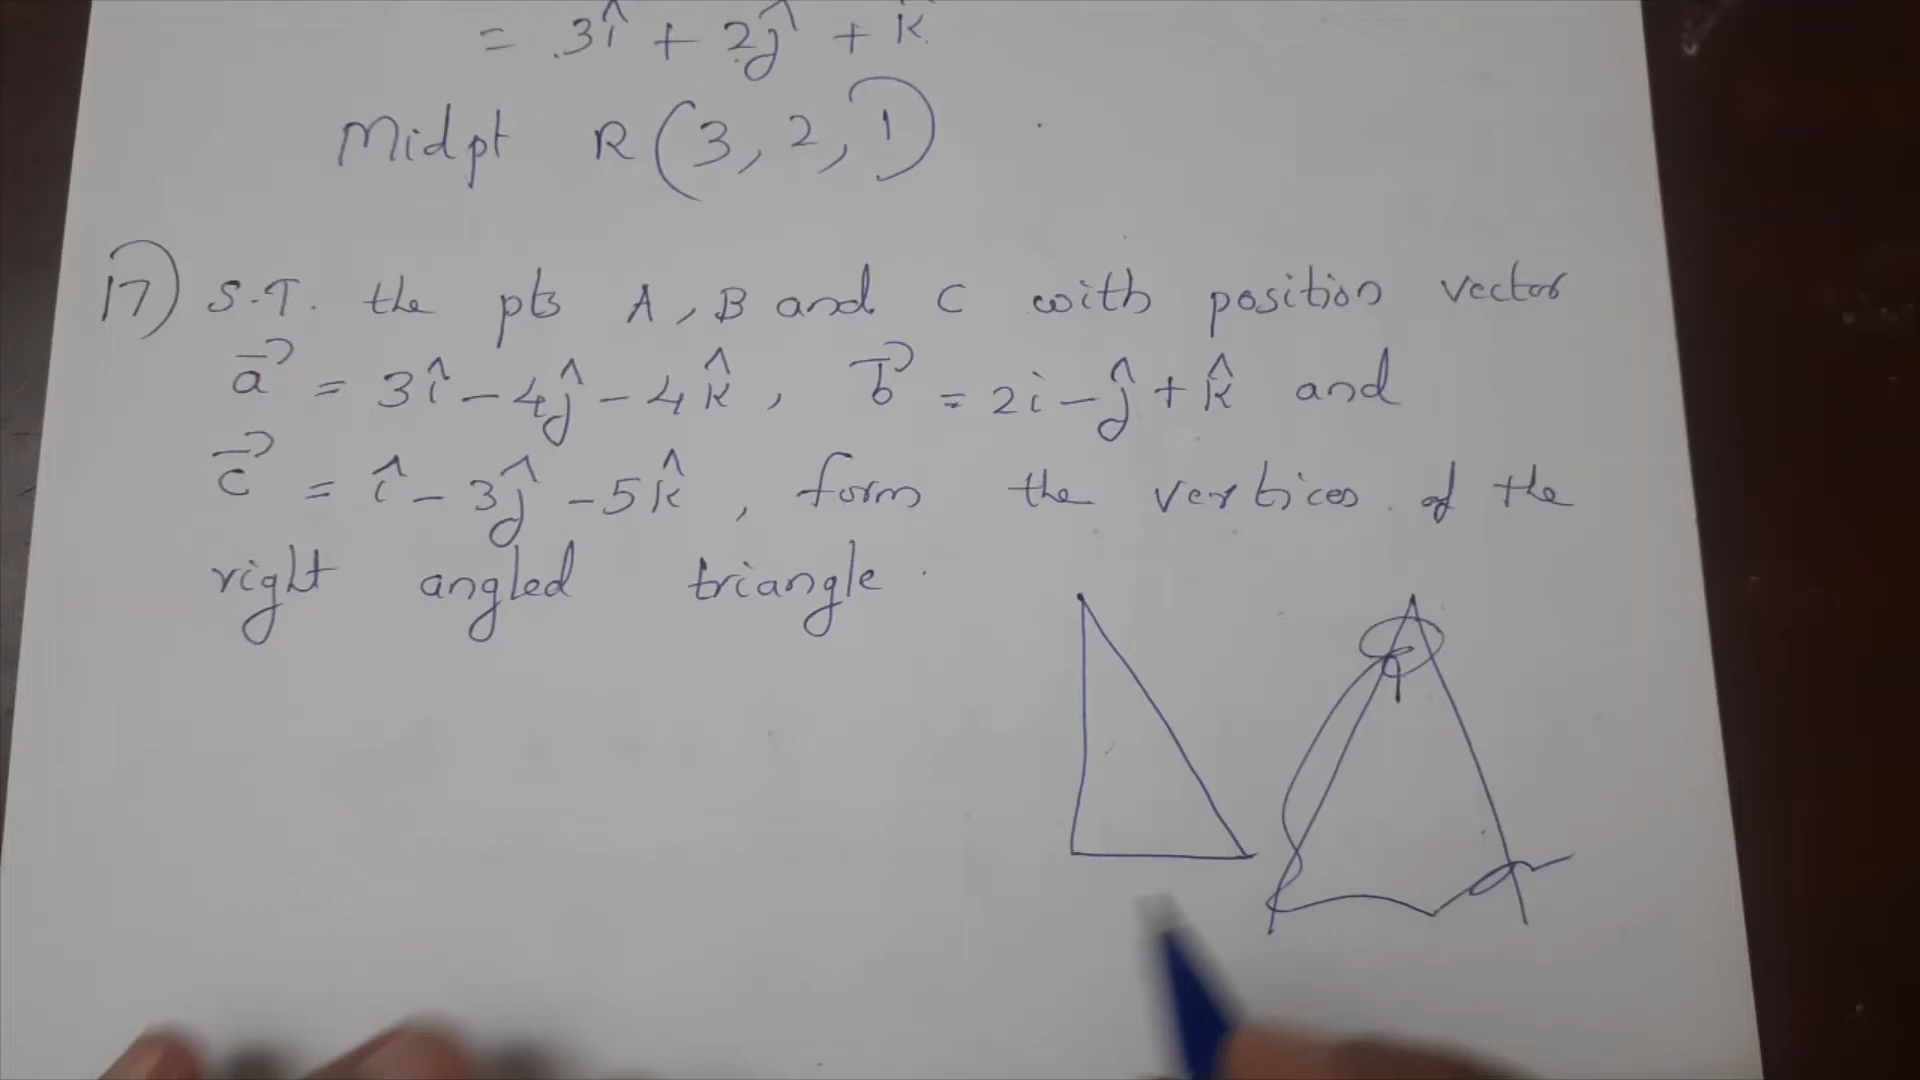 = 3î + 2ĵ + k̂
Midpt R(3, 2, 1)
17) S.T. the pts A, B and C with position vector
a⃗ = 3î - 4ĵ - 4k̂, b⃗ = 2i - ĵ + k̂ and
c⃗ = î - 3ĵ - 5k̂, form the vertices of the
right angled triangle.